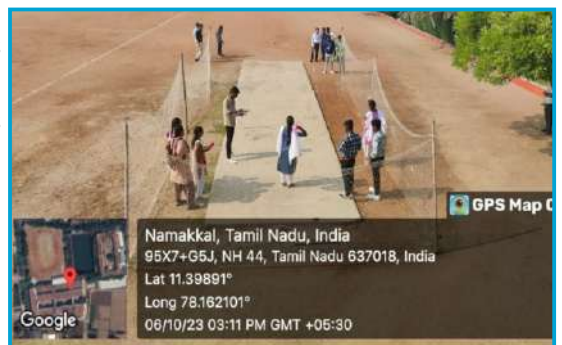 GPS Map C
Namakkal, Tamil Nadu, India
95X7+G5J, NH 44, Tamil Nadu 637018, India
Lat 11.39891°
Long 78.162101°
06/10/23 03:11 PM GMT +05:30
Google